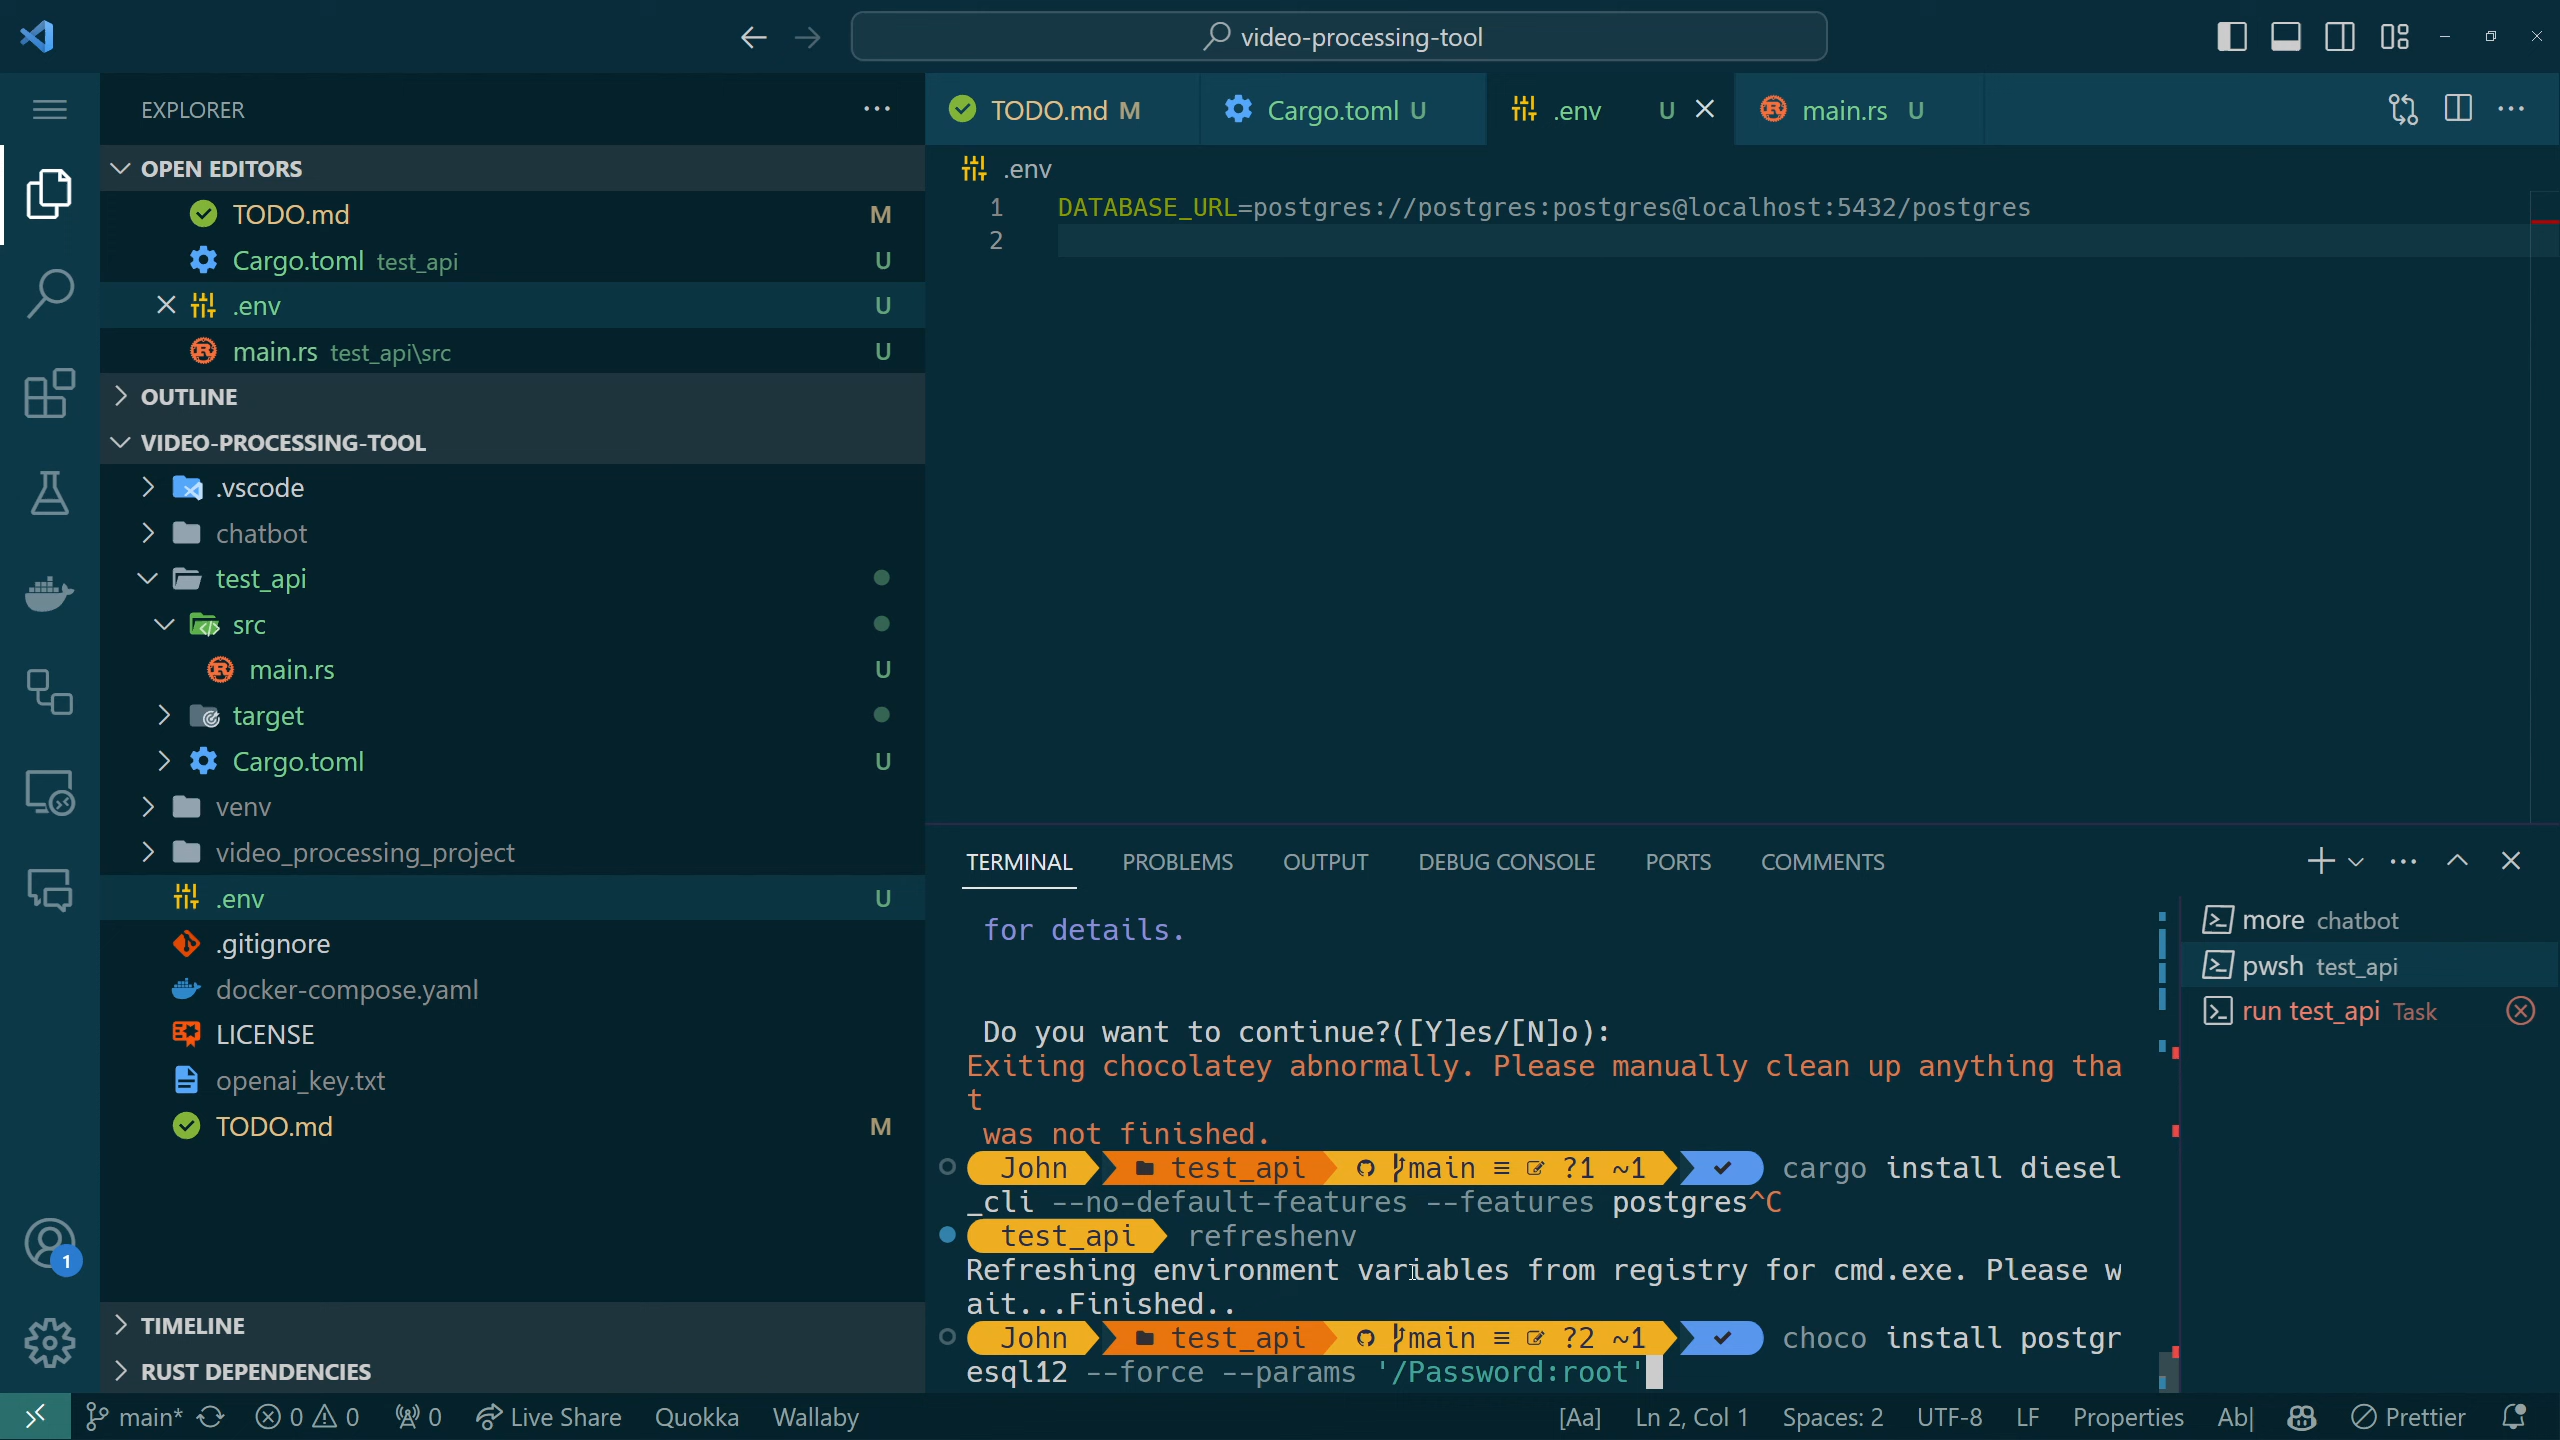 video-processing-tool
EXPLORER
OPEN EDITORS
TODO.md M
Cargo.toml test_api U
.env U
main.rs test_api\src U
OUTLINE
VIDEO-PROCESSING-TOOL
.vscode
chatbot
test_api
src
main.rs U
target
Cargo.toml U
venv
video_processing_project
.env U
.gitignore
docker-compose.yaml
LICENSE
openai_key.txt
TODO.md M
TIMELINE
RUST DEPENDENCIES
1
TODO.md M
Cargo.toml U
.env U
main.rs U
.env
1 DATABASE_URL=postgres://postgres:postgres@localhost:5432/postgres
2
TERMINAL PROBLEMS OUTPUT DEBUG CONSOLE PORTS COMMENTS
for details.
Do you want to continue?([Y]es/[N]o):
Exiting chocolatey abnormally. Please manually clean up anything tha
t
was not finished.
John test_api main ≡ ?1 ~1 cargo install diesel
_cli --no-default-features --features postgres^C
test_api refreshenv
Refreshing environment variables from registry for cmd.exe. Please w
ait...Finished..
John test_api main ≡ ?2 ~1 choco install postgr
esql12 --force --params '/Password:root'
more chatbot
pwsh test_api
run test_api Task
main* 0 0 0 Live Share Quokka Wallaby
[Aa] Ln 2, Col 1 Spaces: 2 UTF-8 LF Properties Ab| Prettier